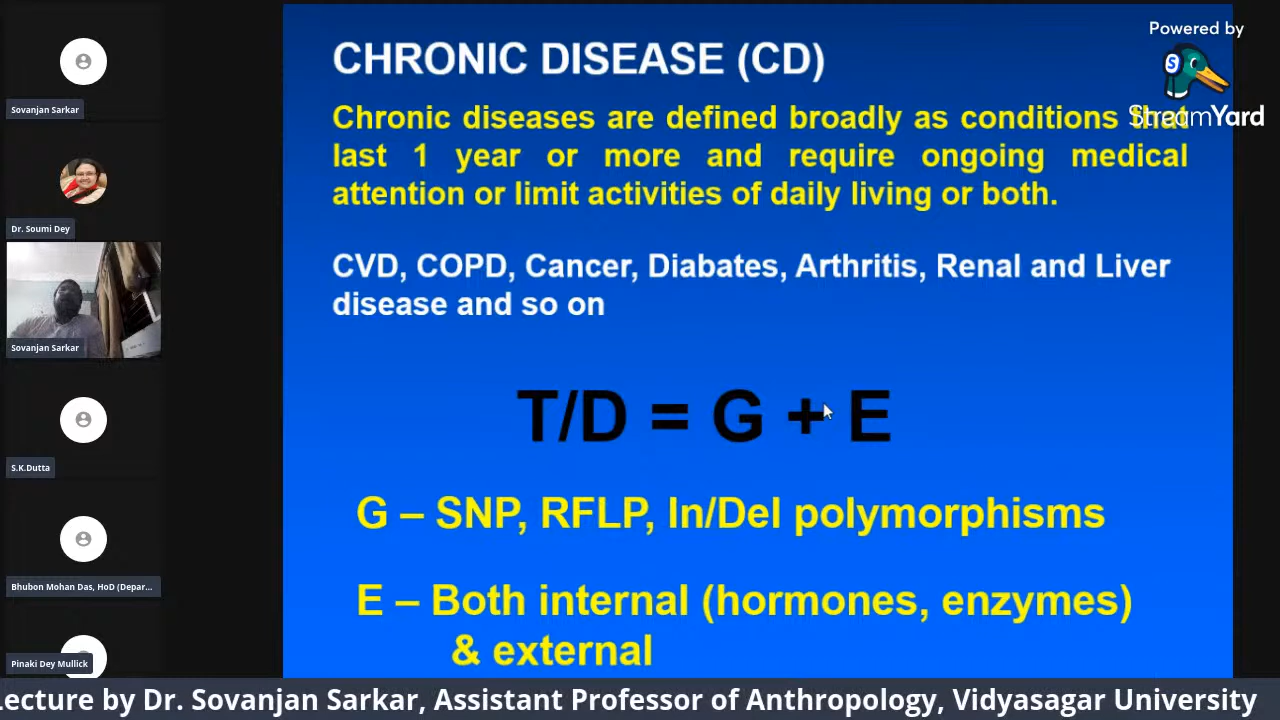 Sovanjan Sarkar
Dr. Soumi Dey
Sovanjan Sarkar
S.K.Dutta
Bhubon Mohan Das, HoD (Depar...
Pinaki Dey Mullick
CHRONIC DISEASE (CD)
Chronic diseases are defined broadly as conditions that
last 1 year or more and require ongoing medical
attention or limit activities of daily living or both.
CVD, COPD, Cancer, Diabates, Arthritis, Renal and Liver
disease and so on
T/D = G + E
G – SNP, RFLP, In/Del polymorphisms
E – Both internal (hormones, enzymes)
& external
Powered by
S
StreamYard
Lecture by Dr. Sovanjan Sarkar, Assistant Professor of Anthropology, Vidyasagar University